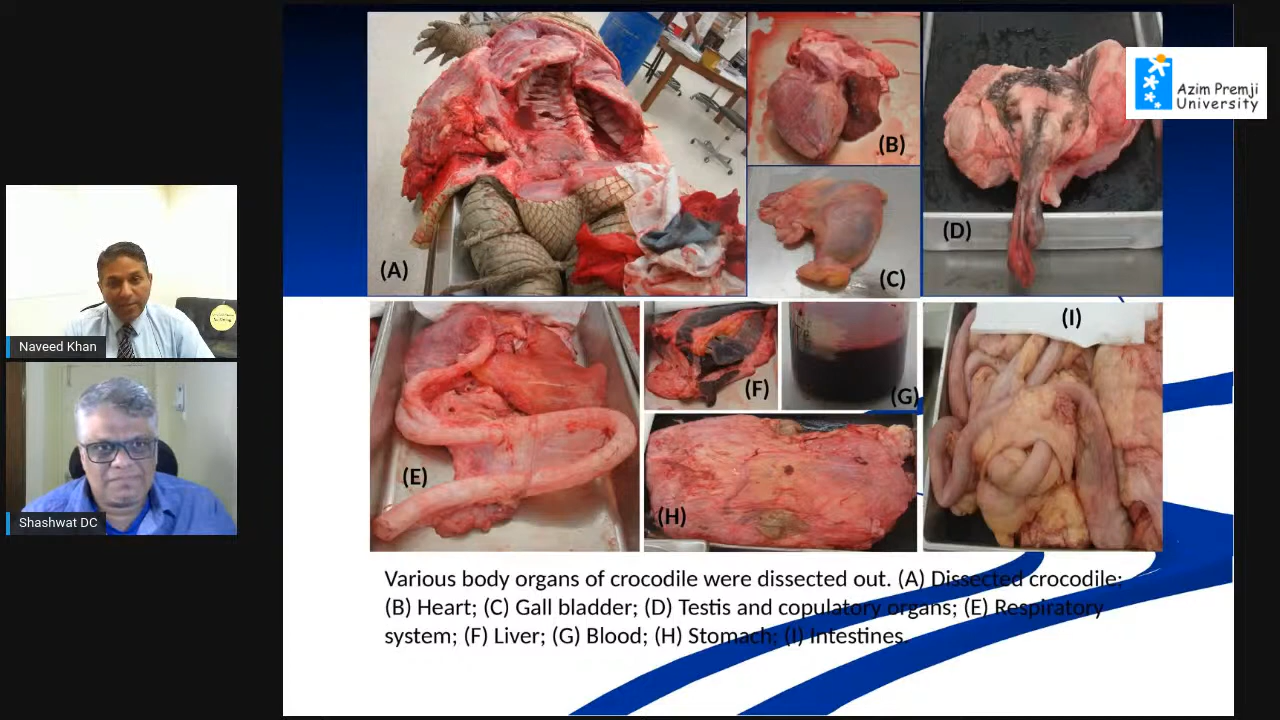 Azim Premji
University
(A)
(B)
(C)
(D)
(E)
(F)
(G)
(H)
(I)
Naveed Khan
Shashwat DC
Various body organs of crocodile were dissected out. (A) Dissected crocodile;
(B) Heart; (C) Gall bladder; (D) Testis and copulatory organs; (E) Respiratory
system; (F) Liver; (G) Blood; (H) Stomach; (I) Intestines.